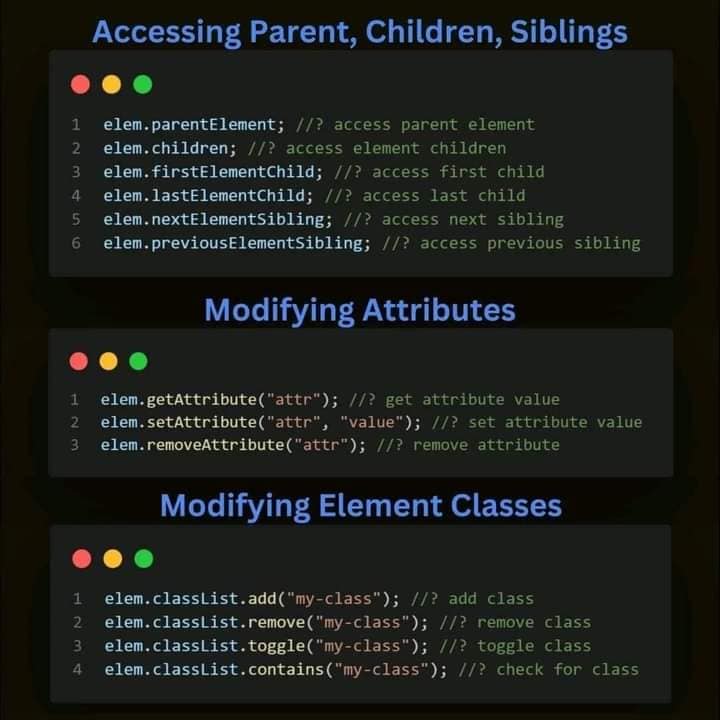 Accessing Parent, Children, Siblings
1 elem.parentElement; //? access parent element
2 elem.children; //? access element children
3 elem.firstElementChild; //? access first child
4 elem.lastElementChild; //? access last child
5 elem.nextElementSibling; //? access next sibling
6 elem.previousElementSibling; //? access previous sibling
Modifying Attributes
1 elem.getAttribute("attr"); //? get attribute value
2 elem.setAttribute("attr", "value"); //? set attribute value
3 elem.removeAttribute("attr"); //? remove attribute
Modifying Element Classes
1 elem.classList.add("my-class"); //? add class
2 elem.classList.remove("my-class"); //? remove class
3 elem.classList.toggle("my-class"); //? toggle class
4 elem.classList.contains("my-class"); //? check for class